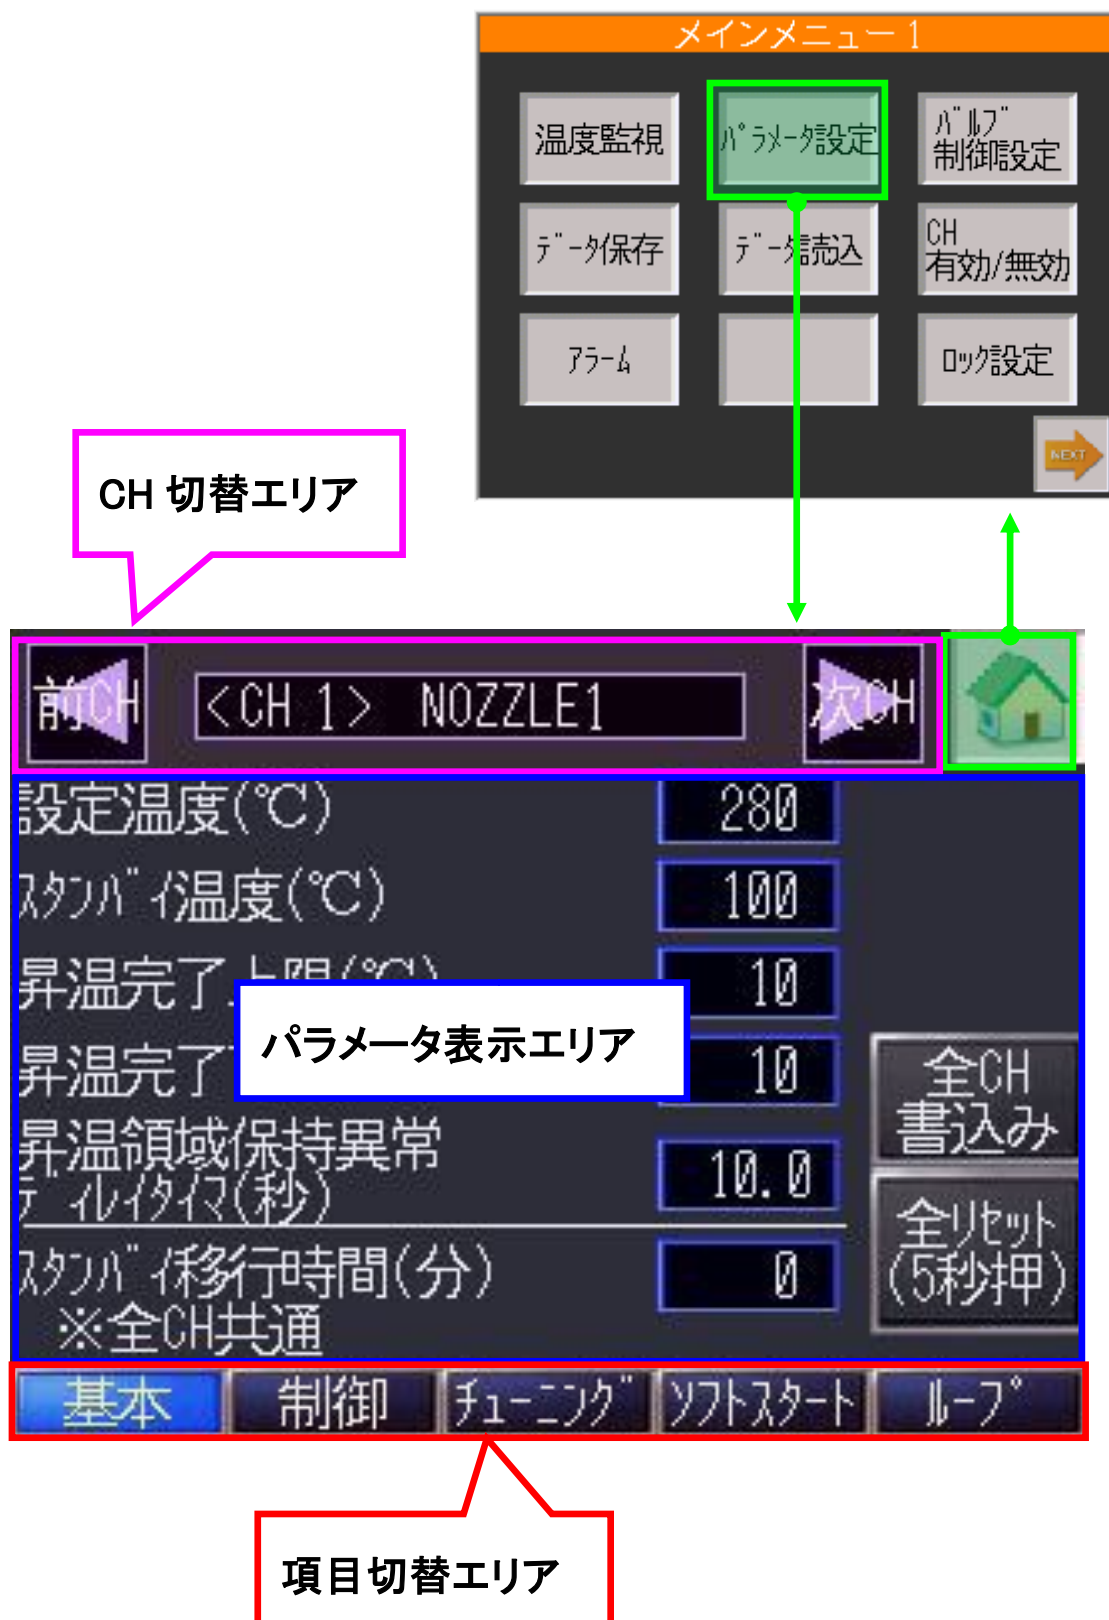 メインメニュー 1
温度監視
パラメータ設定
バルブ
制御設定
データ保存
データ読込
CH
有効/無効
アラーム
ロック設定
NEXT
CH 切替エリア
前CH
<CH 1> NOZZLE1
次CH
設定温度(℃) 280
スタンバイ温度(℃) 100
昇温完了上限(℃) 10
昇温完了 10
パラメータ表示エリア
全CH
書込み
昇温領域保持異常
ディレイタイマ(秒) 10.0
全リセット
(5秒押)
スタンバイ移行時間(分) 0
※全CH共通
基本 制御 チューニング ソフトスタート ループ
項目切替エリア